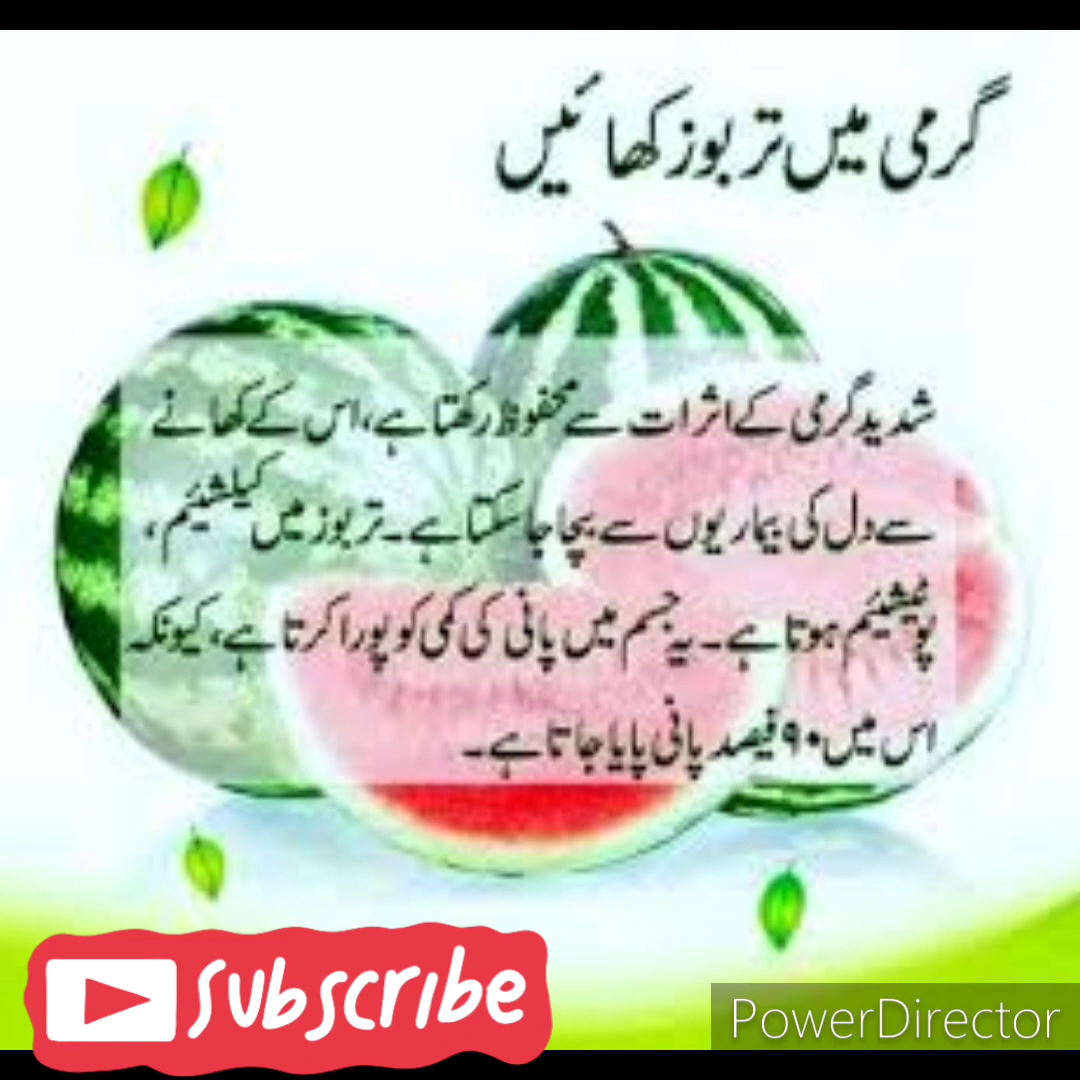 گرمی میں تربوز کھائیں
شدید گرمی کے اثرات سے محفوظ رکھتا ہے، اس کے کھانے
سے دل کی بیماریوں سے بچا جا سکتا ہے۔ تربوز میں کیلشیئم،
پوٹیشیئم ہوتا ہے۔ یہ جسم میں پانی کی کمی کو پورا کرتا ہے، کیونکہ
اس میں ۹۰ فیصد پانی پایا جاتا ہے۔
Subscribe
PowerDirector